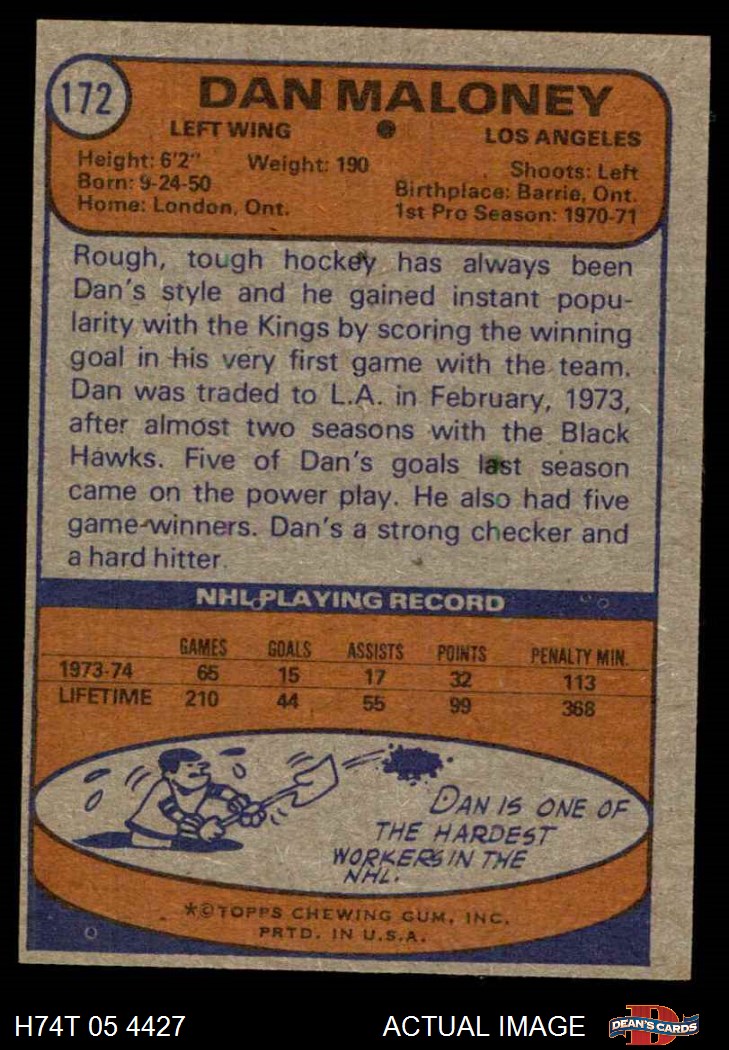 172
DAN MALONEY
LEFT WING
LOS ANGELES
Height: 6'2"
Weight: 190
Shoots: Left
Born: 9-24-50
Birthplace: Barrie, Ont.
Home: London, Ont.
1st Pro Season: 1970-71
Rough, tough hockey has always been
Dan's style and he gained instant popu-
larity with the Kings by scoring the winning
goal in his very first game with the team.
Dan was traded to L.A. in February, 1973,
after almost two seasons with the Black
Hawks. Five of Dan's goals last season
came on the power play. He also had five
game-winners. Dan's a strong checker and
a hard hitter.
NHL PLAYING RECORD
GAMES GOALS ASSISTS POINTS PENALTY MIN.
1973-74 65 15 17 32 113
LIFETIME 210 44 55 99 368
DAN IS ONE OF
THE HARDEST
WORKERS IN THE
NHL.
*©TOPPS CHEWING GUM, INC.
PRTD. IN U.S.A.
H74T 05 4427
ACTUAL IMAGE
DEAN'S CARDS